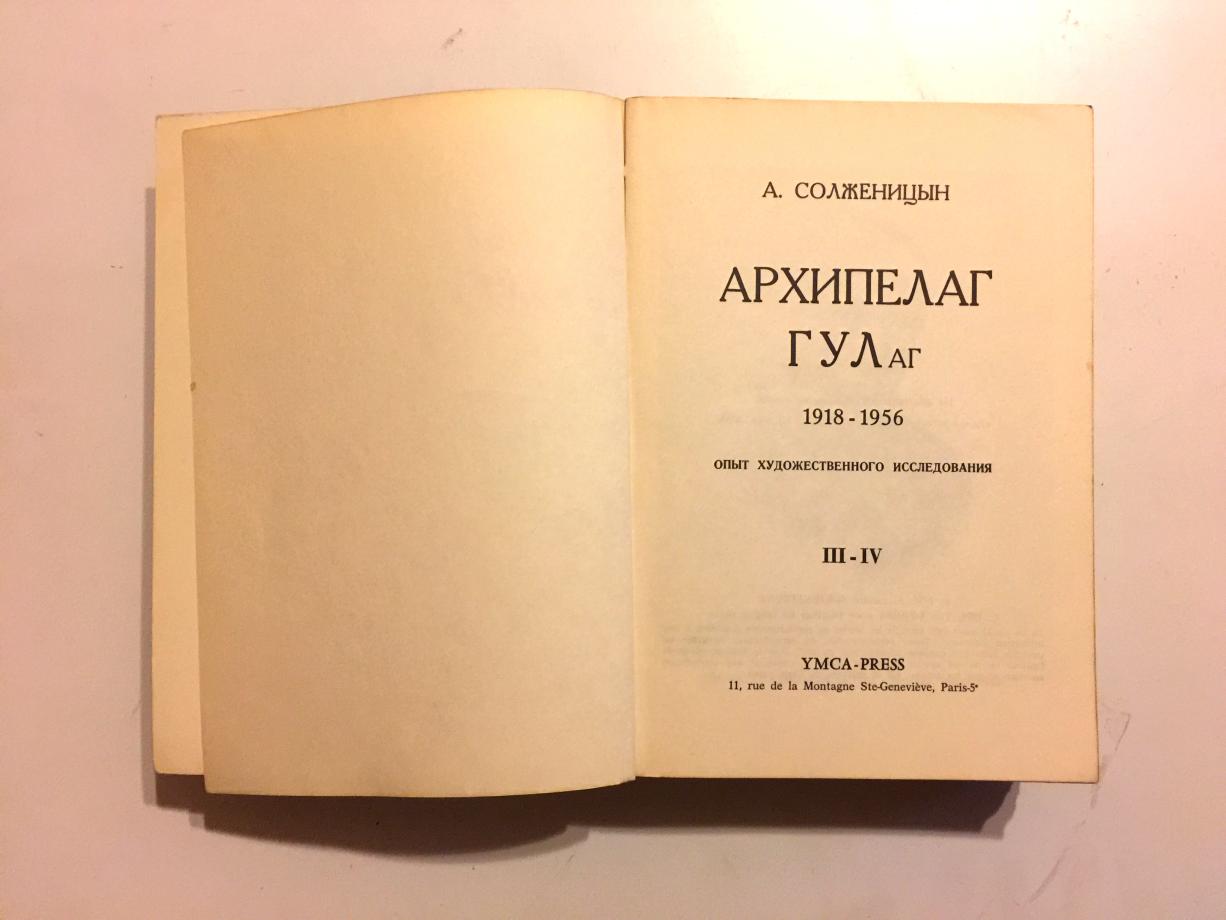 А. СОЛЖЕНИЦЫН
АРХИПЕЛАГ
ГУЛаг
1918 - 1956
ОПЫТ ХУДОЖЕСТВЕННОГО ИССЛЕДОВАНИЯ
III - IV
YMCA-PRESS
11, rue de la Montagne Ste-Geneviève, Paris-5ᵉ